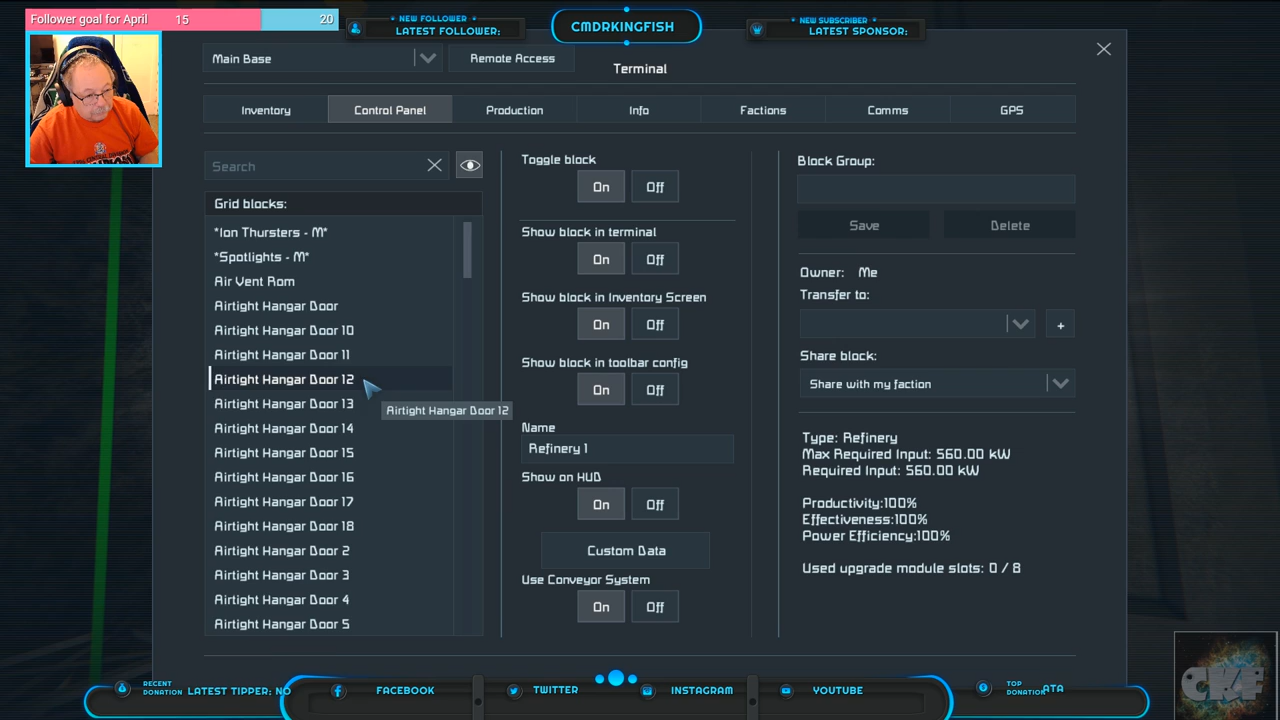 Follower goal for April 15 20
NEW FOLLOWER
LATEST FOLLOWER:
CMDRKINGFISH
NEW SUBSCRIBER
LATEST SPONSOR:
Main Base
Remote Access
Terminal
Inventory
Control Panel
Production
Info
Factions
Comms
GPS
Search
Grid blocks:
*Ion Thursters - M*
*Spotlights - M*
Air Vent Rom
Airtight Hangar Door
Airtight Hangar Door 10
Airtight Hangar Door 11
Airtight Hangar Door 12
Airtight Hangar Door 12
Airtight Hangar Door 13
Airtight Hangar Door 14
Airtight Hangar Door 15
Airtight Hangar Door 16
Airtight Hangar Door 17
Airtight Hangar Door 18
Airtight Hangar Door 2
Airtight Hangar Door 3
Airtight Hangar Door 4
Airtight Hangar Door 5
Toggle block
On Off
Show block in terminal
On Off
Show block in Inventory Screen
On Off
Show block in toolbar config
On Off
Name
Refinery 1
Show on HUD
On Off
Custom Data
Use Conveyor System
On Off
Block Group:
Save Delete
Owner: Me
Transfer to:
+
Share block:
Share with my faction
Type: Refinery
Max Required Input: 560.00 kW
Required Input: 560.00 kW
Productivity:100%
Effectiveness:100%
Power Efficiency:100%
Used upgrade module slots: 0 / 8
RECENT
DONATION
LATEST TIPPER: NO
FACEBOOK
TWITTER
INSTAGRAM
YOUTUBE
TOP
DONATION
ATA
CKF